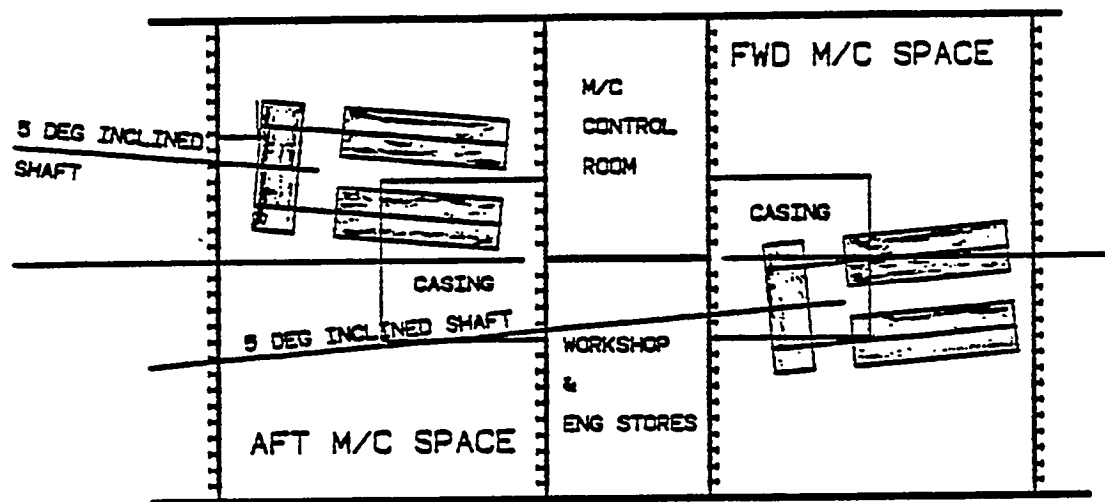 FWD M/C SPACE
M/C
CONTROL
ROOM
5 DEG INCLINED
SHAFT
CASING
CASING
5 DEG INCLINED SHAFT
WORKSHOP
&
ENG STORES
AFT M/C SPACE